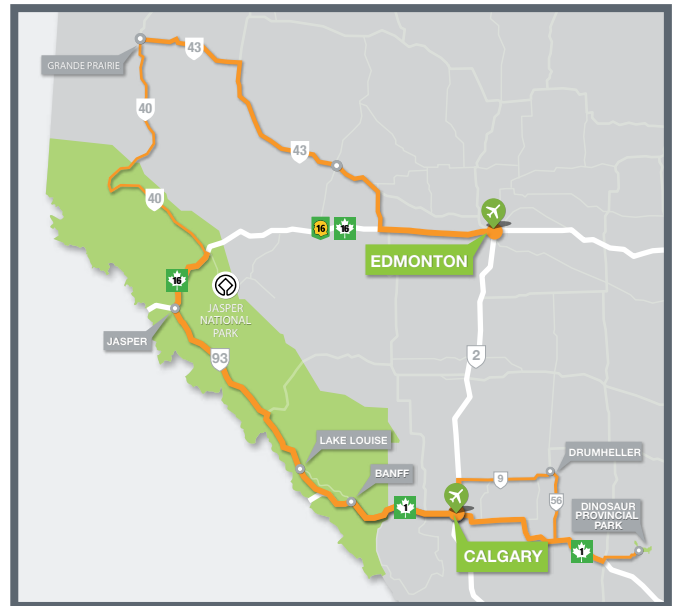 43
GRANDE PRAIRIE
40
43
40
16
16
EDMONTON
16
JASPER
NATIONAL
PARK
JASPER
93
2
LAKE LOUISE
DRUMHELLER
BANFF
9
56
DINOSAUR
PROVINCIAL
PARK
1
CALGARY
1